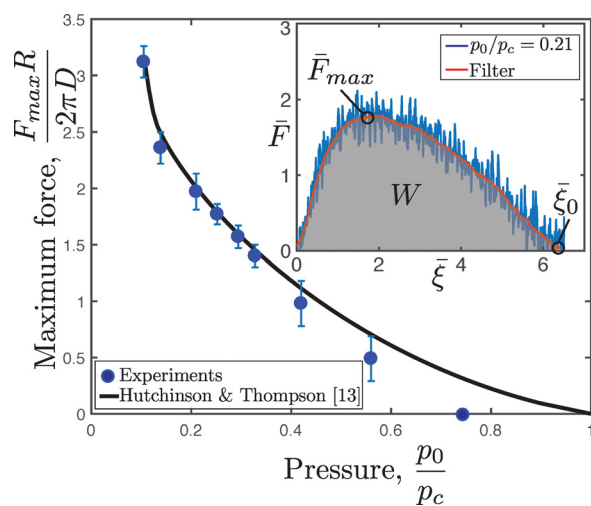 Maximum force, F_max R / 2πD
3.5
3
2.5
2
1.5
1
0.5
0
0
0.2
0.4
0.6
0.8
1
Pressure, p_0 / p_c
Experiments
Hutchinson & Thompson [13]
p_0/p_c = 0.21
Filter
F̄_max
F̄
W
ξ̄_0
3
2
1
0
0
2
4
6
ξ̄